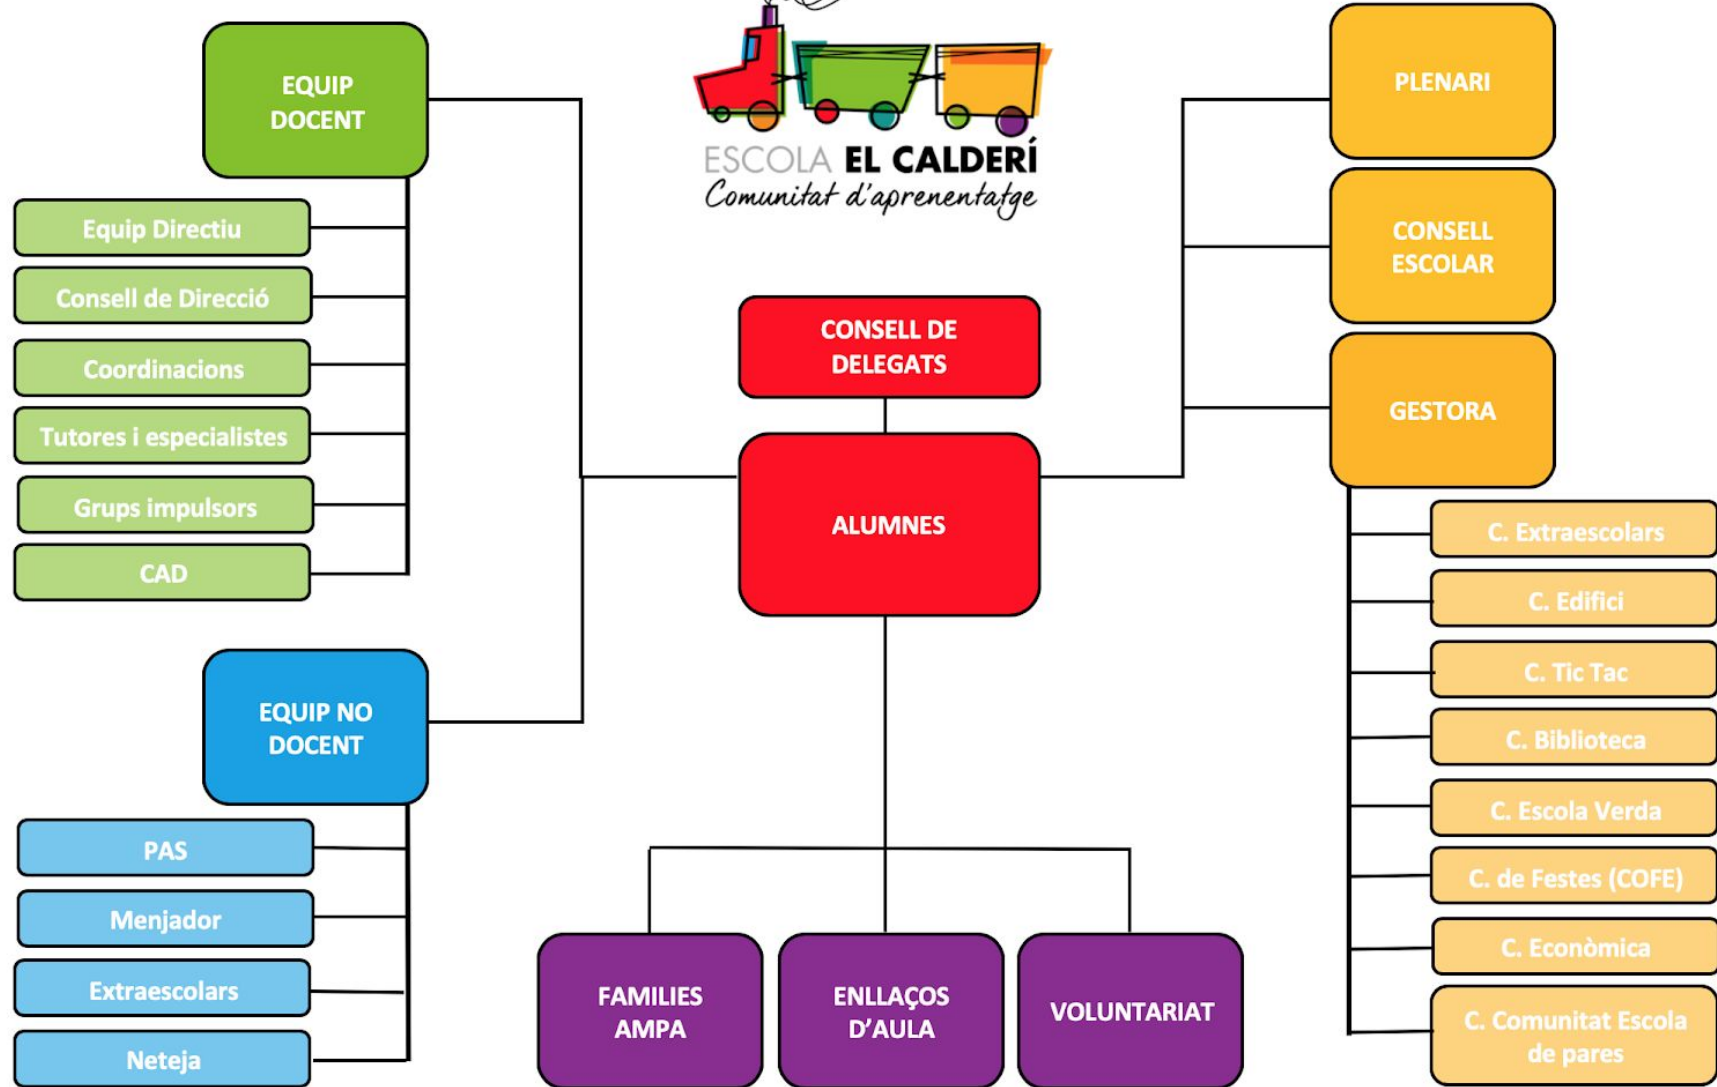 ESCOLA EL CALDERÍ
Comunitat d'aprenentatge
EQUIP
DOCENT
Equip Directiu
Consell de Direcció
Coordinacions
Tutores i especialistes
Grups impulsors
CAD
EQUIP NO
DOCENT
PAS
Menjador
Extraescolars
Neteja
CONSELL DE
DELEGATS
ALUMNES
FAMILIES
AMPA
ENLLAÇOS
D’AULA
VOLUNTARIAT
PLENARI
CONSELL
ESCOLAR
GESTORA
C. Extraescolars
C. Edifici
C. Tic Tac
C. Biblioteca
C. Escola Verda
C. de Festes (COFE)
C. Econòmica
C. Comunitat Escola
de pares